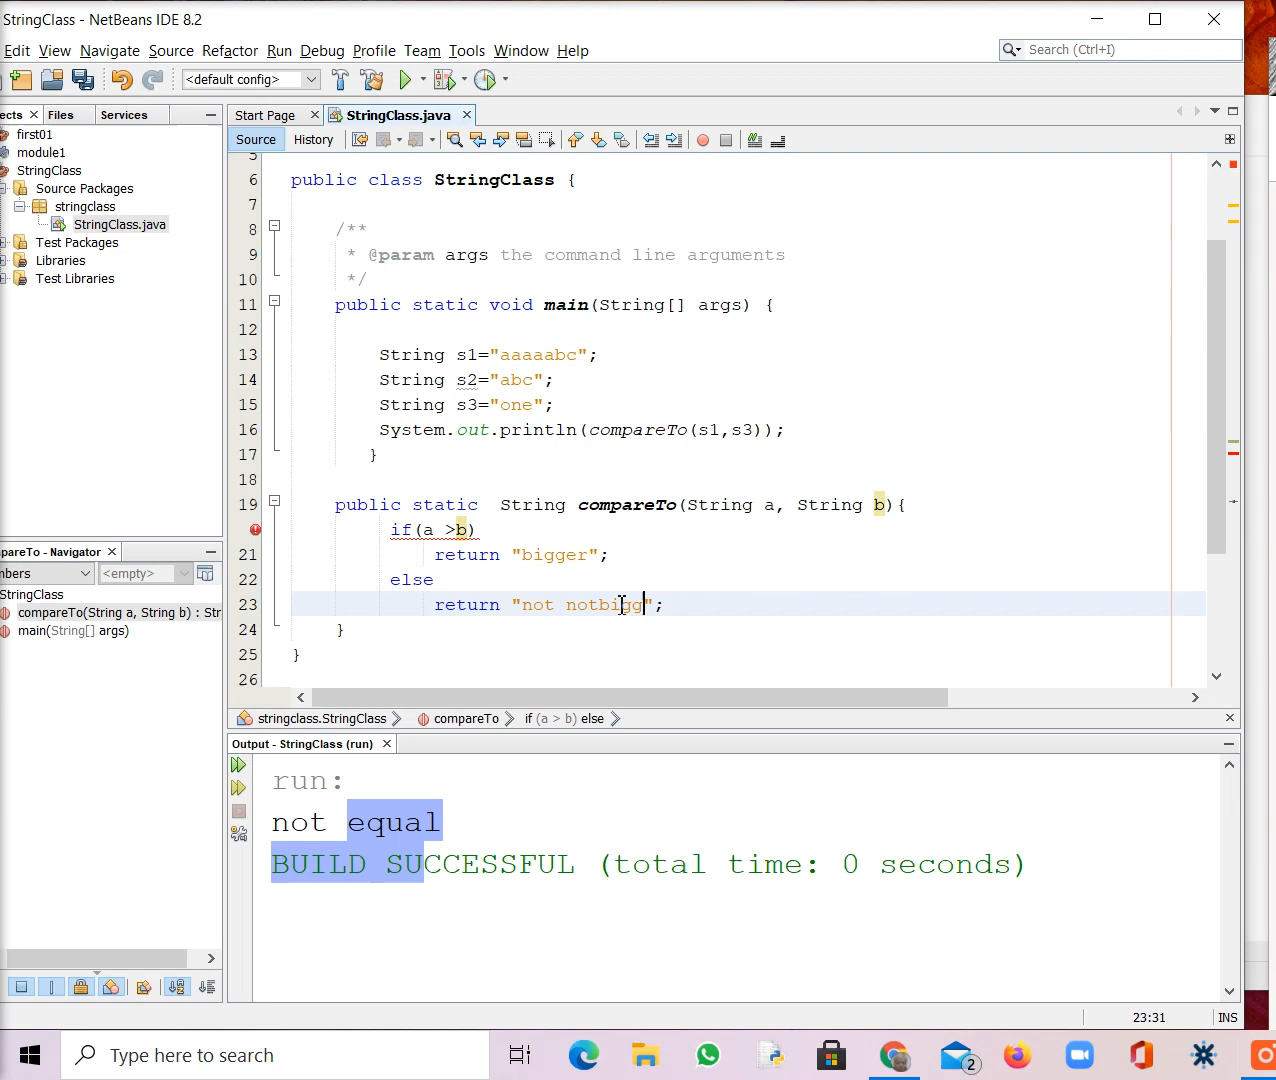 StringClass - NetBeans IDE 8.2
Edit View Navigate Source Refactor Run Debug Profile Team Tools Window Help
Search (Ctrl+I)
<default config>
ects Files Services
Start Page StringClass.java
Source History
first01
module1
StringClass
Source Packages
stringclass
StringClass.java
Test Packages
Libraries
Test Libraries
5
6 public class StringClass {
7
8 /**
9 * @param args the command line arguments
10 */
11 public static void main(String[] args) {
12
13 String s1="aaaaabc";
14 String s2="abc";
15 String s3="one";
16 System.out.println(compareTo(s1,s3));
17 }
18
19 public static String compareTo(String a, String b){
if(a >b)
21 return "bigger";
22 else
23 return "not notbigg";
24 }
25 }
26
pareTo - Navigator
nbers <empty>
StringClass
compareTo(String a, String b) : Str
main(String[] args)
stringclass.StringClass compareTo if (a > b) else
Output - StringClass (run)
run:
not equal
BUILD SUCCESSFUL (total time: 0 seconds)
23:31 INS
Type here to search
2